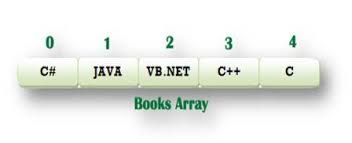 0 1 2 3 4
C# JAVA VB.NET C++ C
Books Array